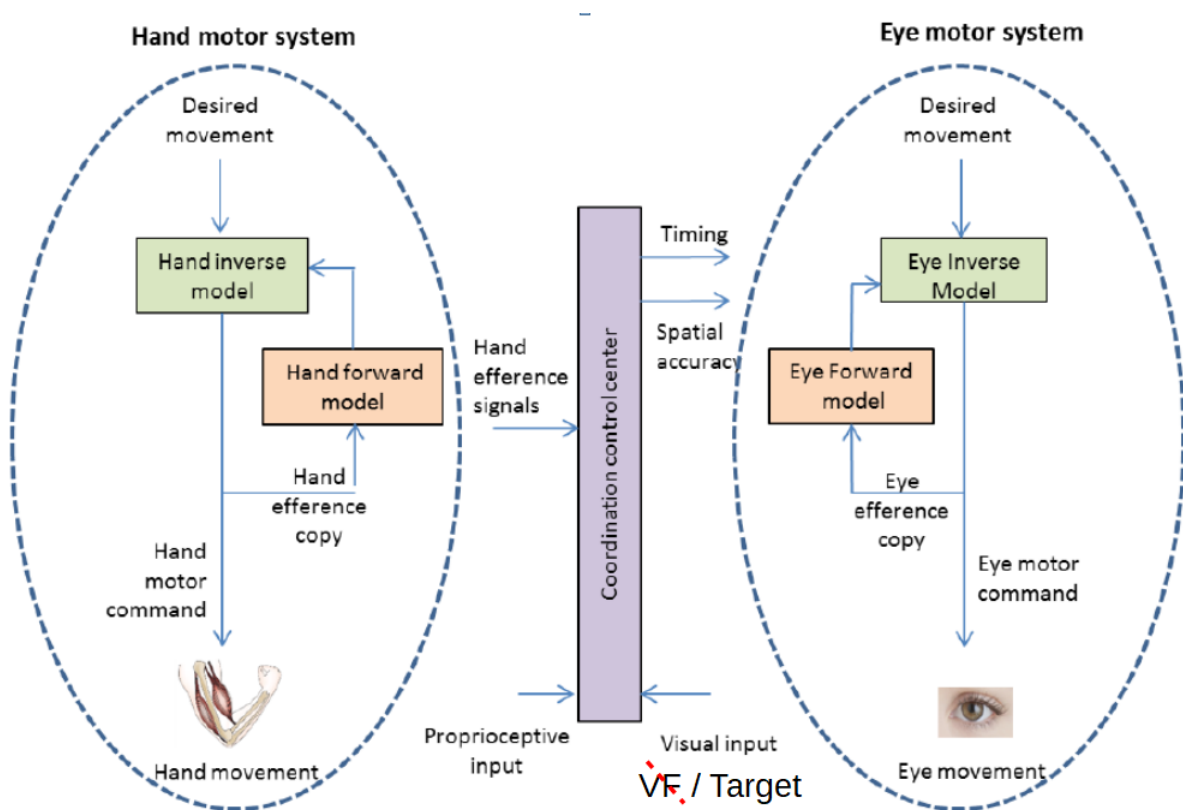 Hand motor system
Desired
movement
Hand inverse
model
Hand forward
model
Hand
efference
copy
Hand
motor
command
Hand movement
Hand
efference
signals
Coordination control center
Timing
Spatial
accuracy
Proprioceptive
input
Visual input
VF / Target
Eye motor system
Desired
movement
Eye Inverse
Model
Eye Forward
model
Eye
efference
copy
Eye motor
command
Eye movement